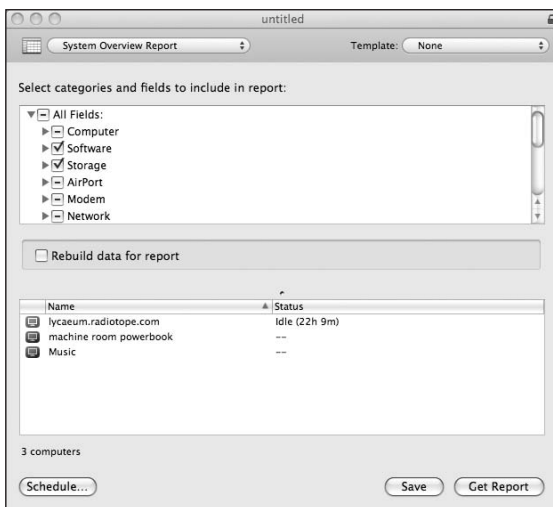 untitled
System Overview Report Template: None
Select categories and fields to include in report:
All Fields:
Computer
Software
Storage
AirPort
Modem
Network
Rebuild data for report
Name Status
lycaeum.radiotope.com Idle (22h 9m)
machine room powerbook --
Music --
3 computers
Schedule... Save Get Report